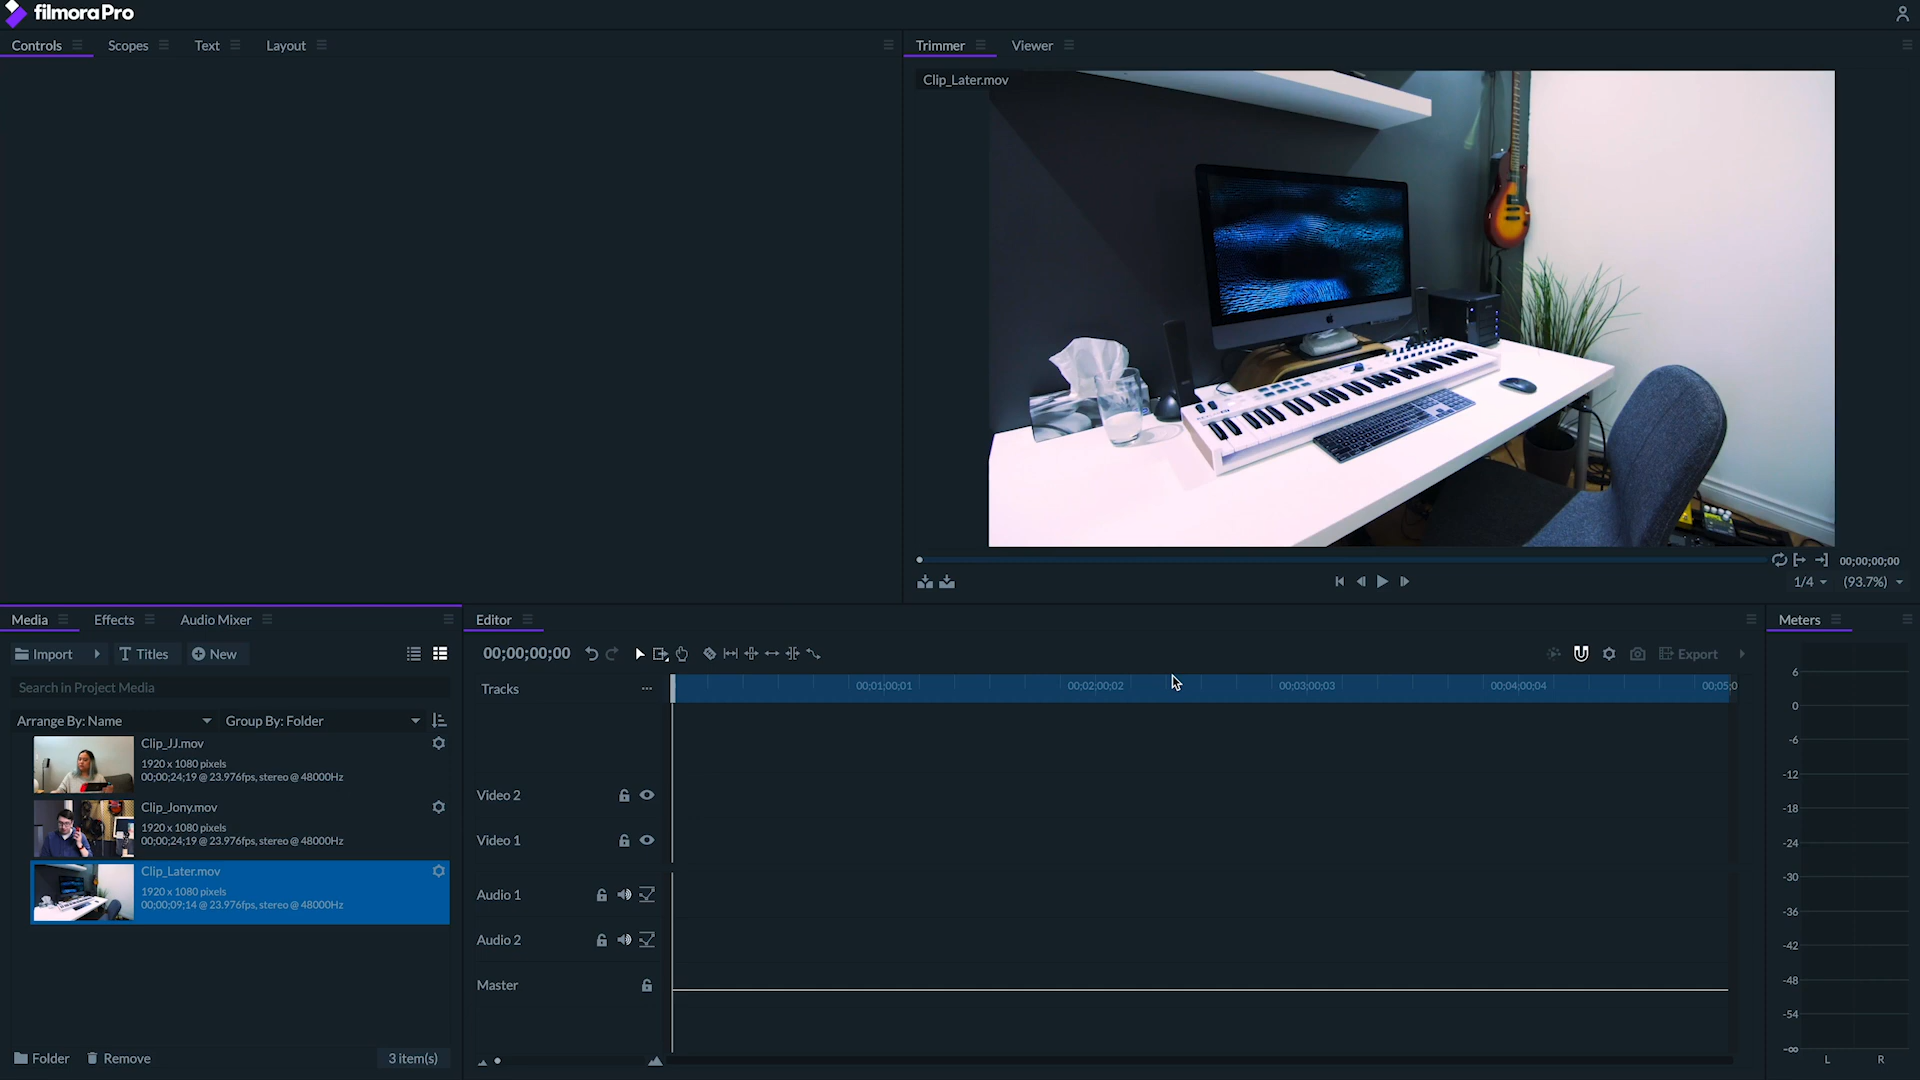 filmoraPro
Controls
Scopes
Text
Layout
Trimmer
Viewer
Clip_Later.mov
00;00;00;00
1/4
(93.7%)
Media
Effects
Audio Mixer
Import
Titles
New
Search in Project Media
Arrange By: Name
Group By: Folder
Clip_JJ.mov
1920 x 1080 pixels
00;00;24;19 @ 23.976fps, stereo @ 48000Hz
Clip_Jony.mov
1920 x 1080 pixels
00;00;24;19 @ 23.976fps, stereo @ 48000Hz
Clip_Later.mov
1920 x 1080 pixels
00;00;09;14 @ 23.976fps, stereo @ 48000Hz
Folder
Remove
3 item(s)
Editor
00;00;00;00
Export
Tracks
00;01;00;01
00;02;00;02
00;03;00;03
00;04;00;04
00;05;0
Video 2
Video 1
Audio 1
Audio 2
Master
Meters
6
0
-6
-12
-18
-24
-30
-36
-42
-48
-54
-∞
L
R